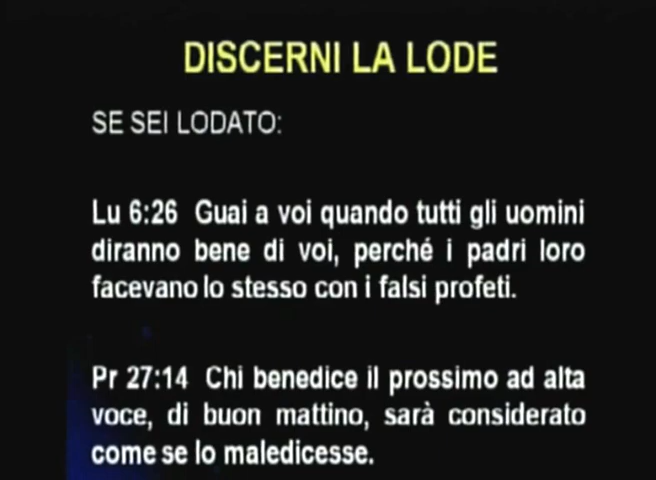 DISCERNI LA LODE
SE SEI LODATO:
Lu 6:26 Guai a voi quando tutti gli uomini
diranno bene di voi, perché i padri loro
facevano lo stesso con i falsi profeti.
Pr 27:14 Chi benedice il prossimo ad alta
voce, di buon mattino, sarà considerato
come se lo maledicesse.